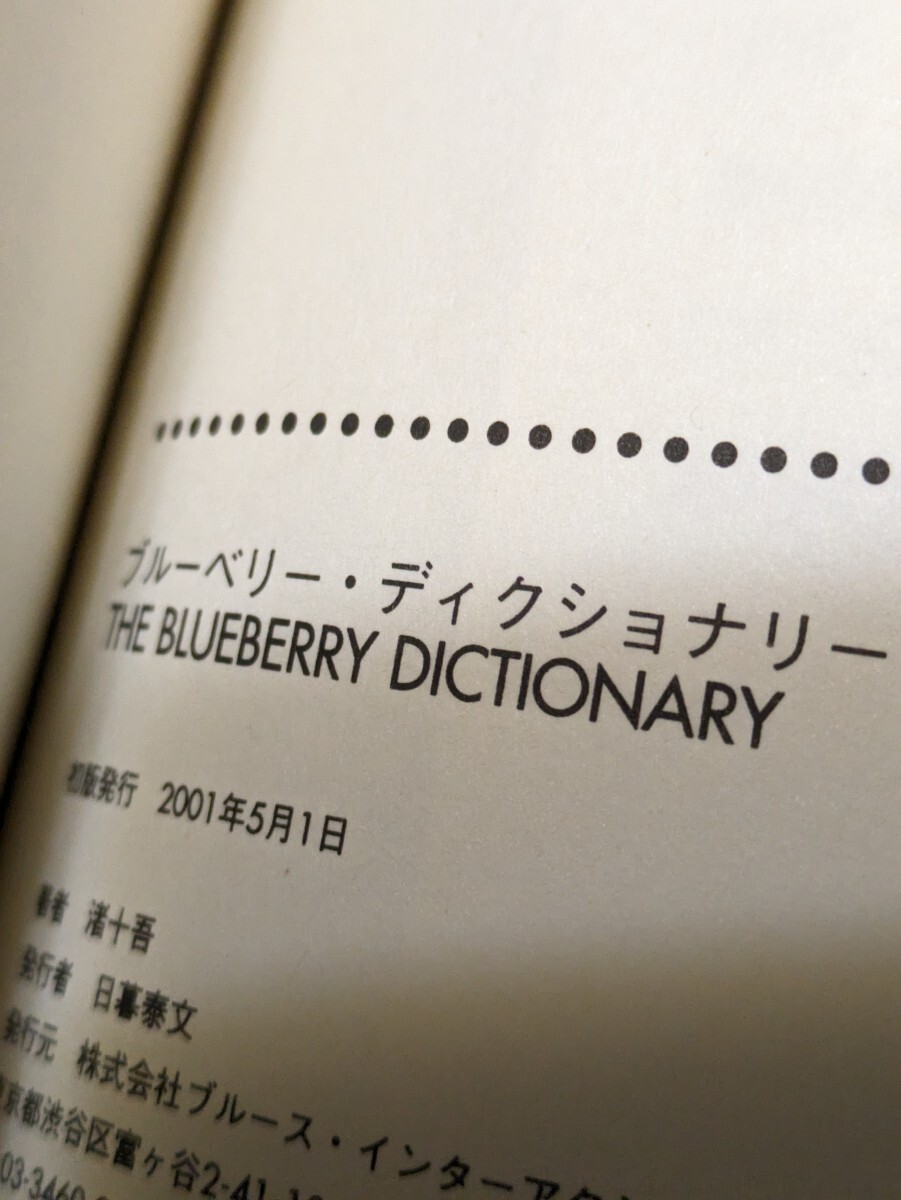 ブルーベリー・ディクショナリー
THE BLUEBERRY DICTIONARY
初版発行 2001年5月1日
著者 渚十吾
発行者 日暮泰文
発行元 株式会社ブルース・インターアク
京都渋谷区富ヶ谷2-41-1
03-3460